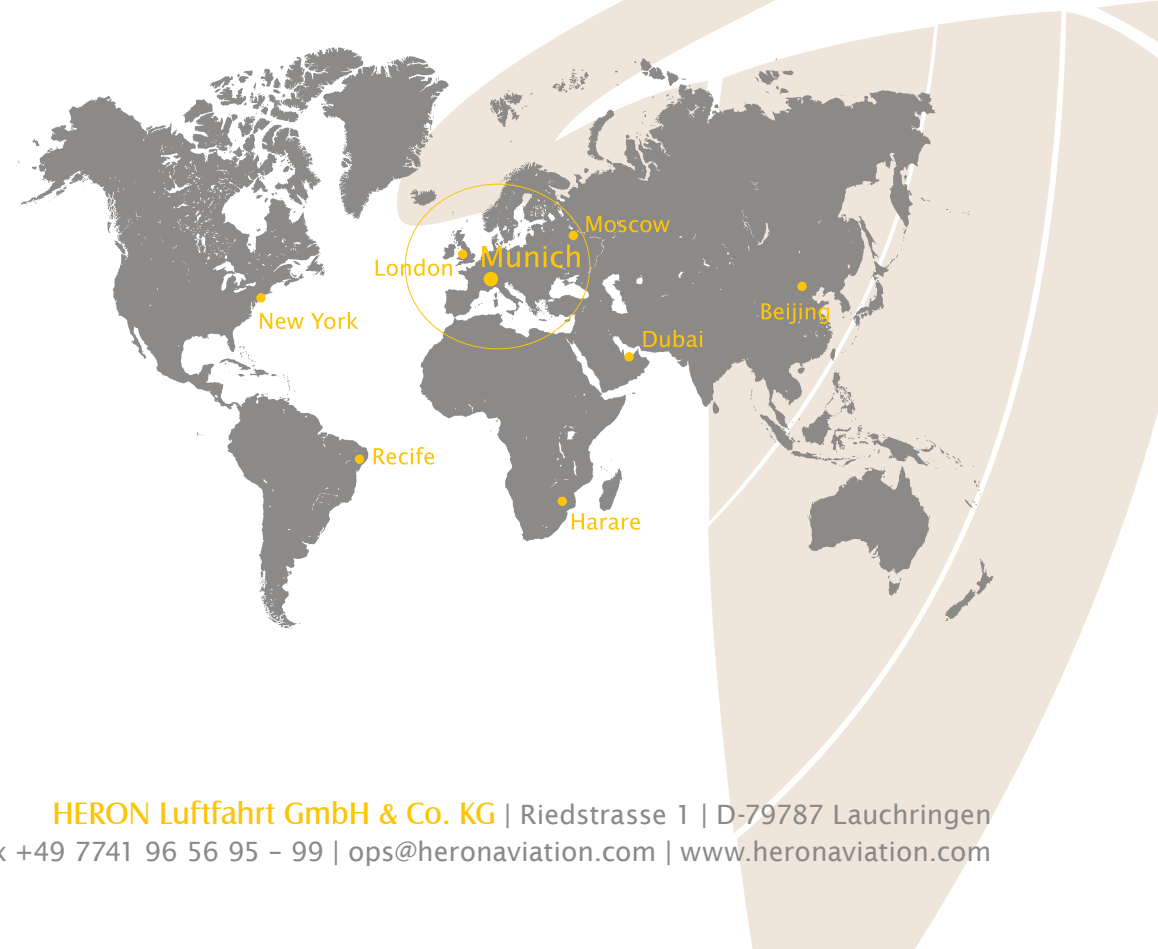 Moscow
Munich
London
New York
Beijing
Dubai
Recife
Harare
HERON Luftfahrt GmbH & Co. KG | Riedstrasse 1 | D-79787 Lauchringen
+49 7741 96 56 95 – 99 | ops@heronaviation.com | www.heronaviation.com